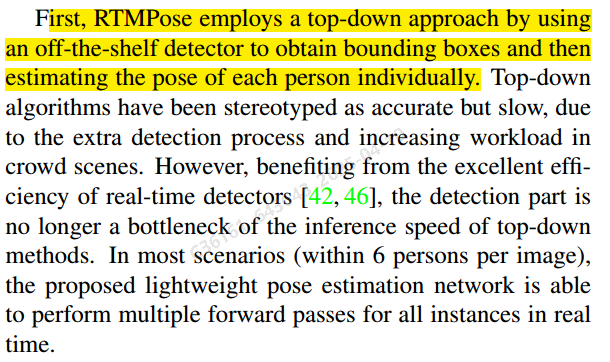 First, RTMPose employs a top-down approach by using
an off-the-shelf detector to obtain bounding boxes and then
estimating the pose of each person individually. Top-down
algorithms have been stereotyped as accurate but slow, due
to the extra detection process and increasing workload in
crowd scenes. However, benefiting from the excellent effi-
ciency of real-time detectors [42, 46], the detection part is
no longer a bottleneck of the inference speed of top-down
methods. In most scenarios (within 6 persons per image),
the proposed lightweight pose estimation network is able
to perform multiple forward passes for all instances in real
time.